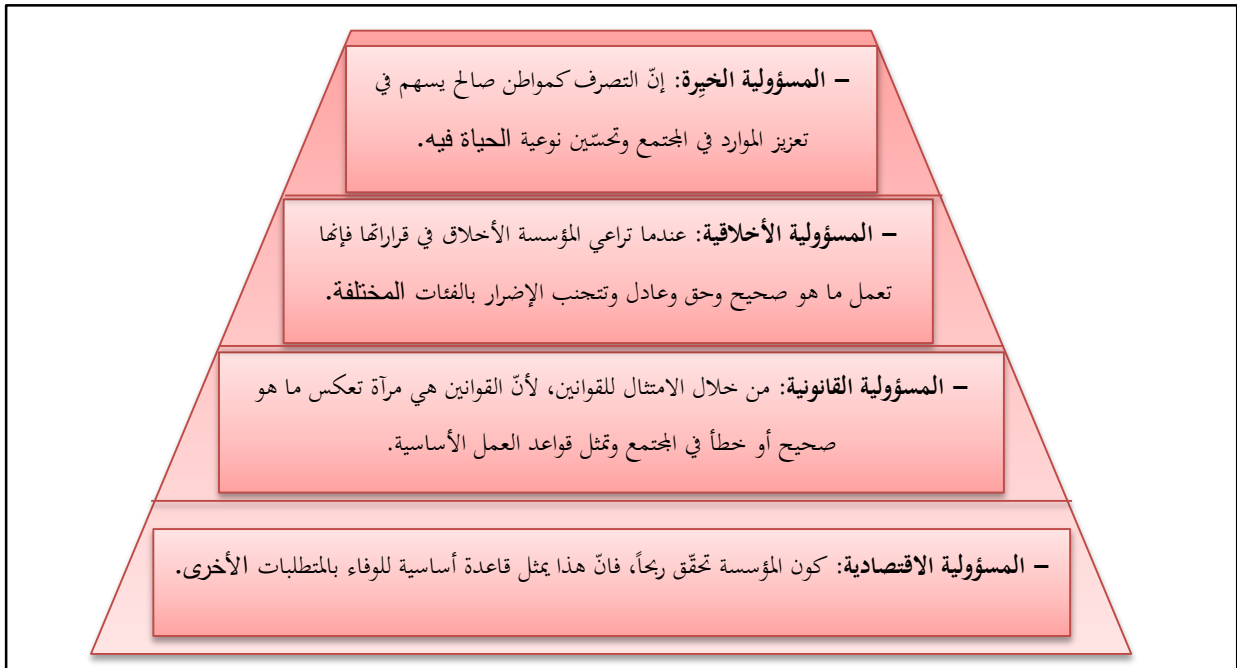 – المسؤولية الخيِرة: إنّ التصرف كمواطن صالح يسهم في
تعزيز الموارد في المجتمع وتحسّين نوعية الحياة فيه.
– المسؤولية الأخلاقية: عندما تراعي المؤسسة الأخلاق في قراراتها فإنها
تعمل ما هو صحيح وحق وعادل وتتجنب الإضرار بالفئات المختلفة.
– المسؤولية القانونية: من خلال الامتثال للقوانين، لأنّ القوانين هي مرآة تعكس ما هو
صحيح أو خطأ في المجتمع وتمثل قواعد العمل الأساسية.
– المسؤولية الاقتصادية: كون المؤسسة تحقّق ربحاً، فانّ هذا يمثل قاعدة أساسية للوفاء بالمتطلبات الأخرى.